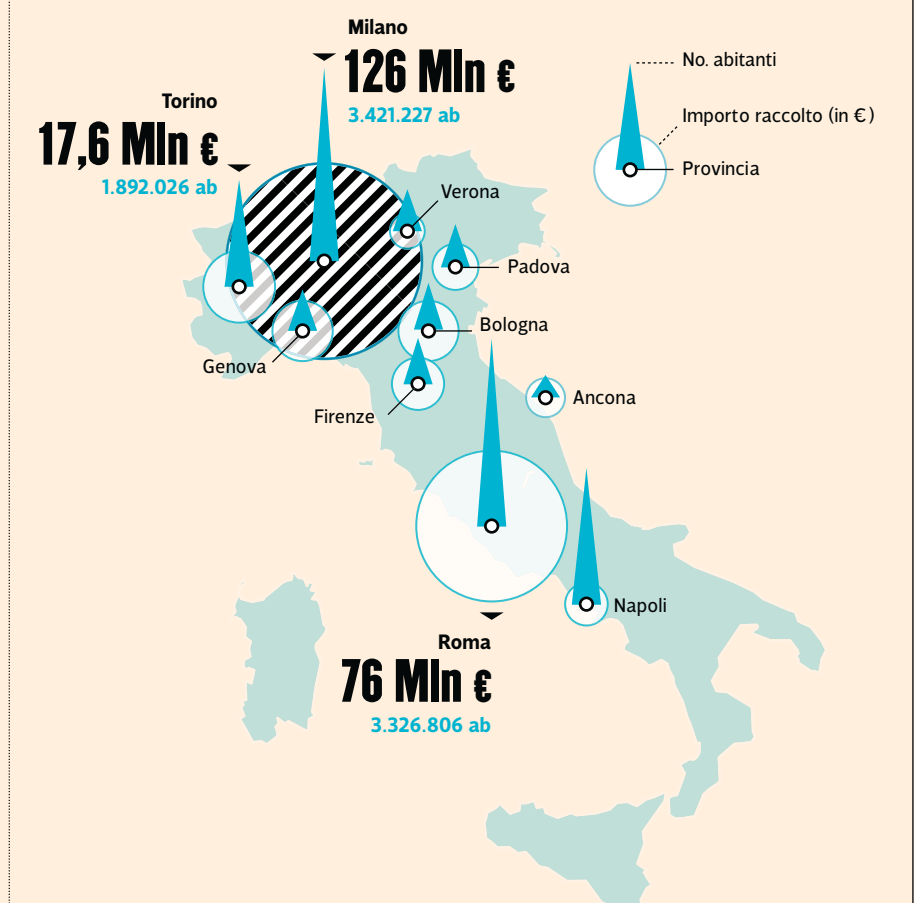 Milano
126 Mln €
3.421.227 ab
Torino
17,6 Mln €
1.892.026 ab
No. abitanti
Importo raccolto (in €)
Provincia
Verona
Padova
Bologna
Genova
Firenze
Ancona
Napoli
Roma
76 Mln €
3.326.806 ab